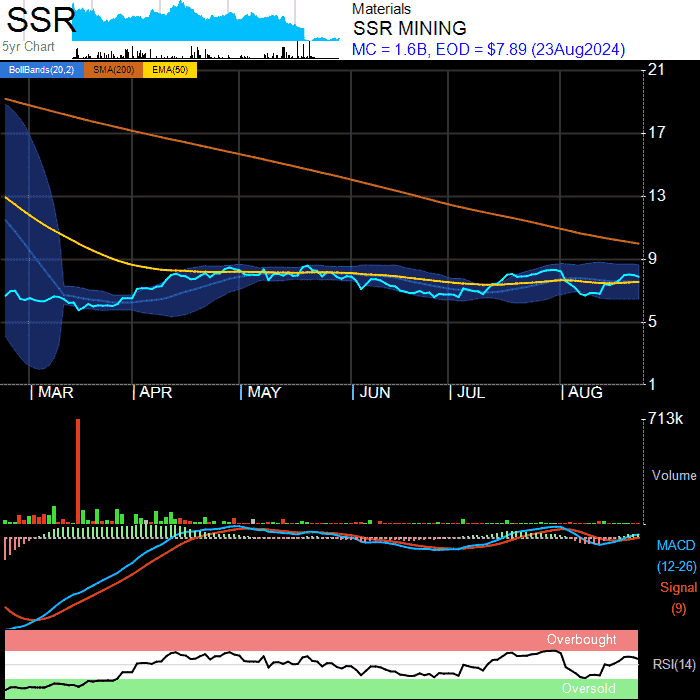 SSR
5yr Chart
Materials
SSR MINING
MC = 1.6B, EOD = $7.89 (23Aug2024)
BollBands(20,2) SMA(200) EMA(50)
21
17
13
9
5
1
MAR APR MAY JUN JUL AUG
713k
Volume
MACD
(12-26)
Signal
(9)
Overbought
RSI(14)
Oversold